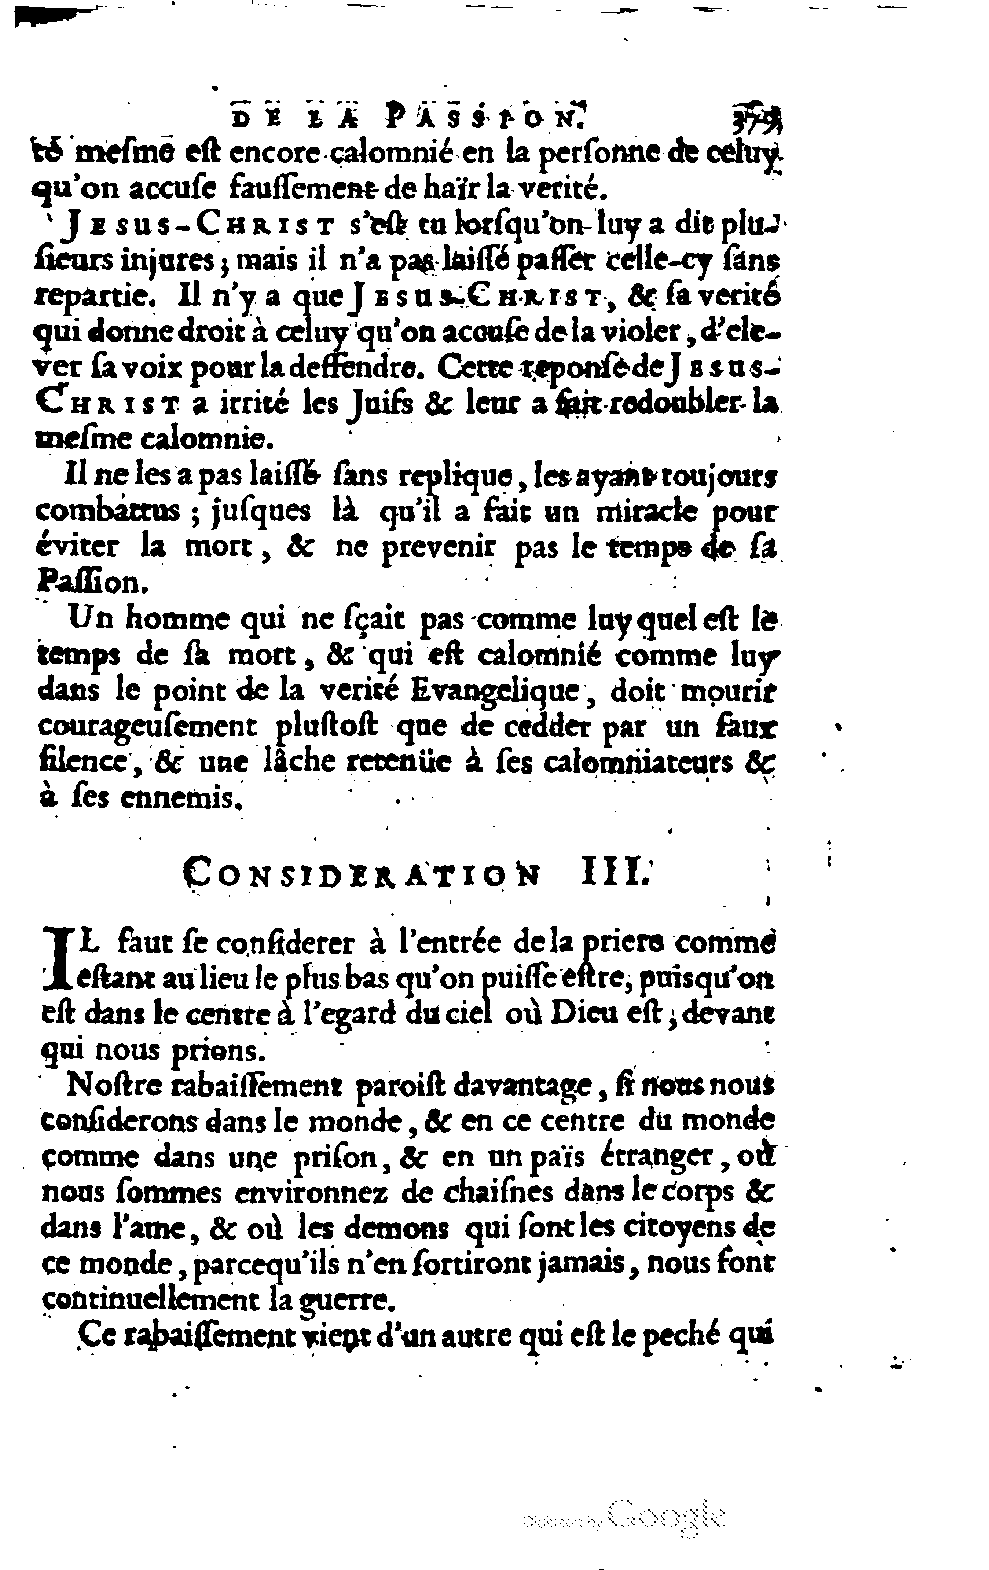 DE LA PASSION. 379
té meſme eſt encore calomnié en la perſonne de celuy
qu'on accuſe fauſſement de haïr la verité.
JESUS-CHRIST s'eſt tu lorſqu'on luy a dit plu-
ſieurs injures ; mais il n'a pas laiſſé paſſer celle-cy ſans
repartie. Il n'y a que JESUS-CHRIST, & ſa verité
qui donne droit à celuy qu'on accuſe de la violer, d'ele-
ver ſa voix pour la deffendre. Cette reponſe de JESUS-
CHRIST a irrité les Juifs & leur a fait redoubler la
meſme calomnie.
Il ne les a pas laiſſé ſans replique, les ayant toujours
combattus ; juſques là qu'il a fait un miracle pour
éviter la mort, & ne prevenir pas le temps de ſa
Paſſion.
Un homme qui ne ſçait pas comme luy quel eſt le
temps de ſa mort, & qui eſt calomnié comme luy
dans le point de la verité Evangelique, doit mourir
courageuſement pluſtoſt que de cedder par un faux
ſilence, & une lâche retenüe à ſes calomniateurs &
à ſes ennemis.
CONSIDERATION III.
IL faut ſe conſiderer à l'entrée de la priere comme
eſtant au lieu le plus bas qu'on puiſſe eſtre, puiſqu'on
eſt dans le centre à l'egard du ciel où Dieu eſt, devant
qui nous prions.
Noſtre rabaiſſement paroiſt davantage, ſi nous nous
conſiderons dans le monde, & en ce centre du monde
comme dans une priſon, & en un païs étranger, où
nous ſommes environnez de chaiſnes dans le corps &
dans l'ame, & où les demons qui ſont les citoyens de
ce monde, parcequ'ils n'en ſortiront jamais, nous font
continuellement la guerre.
Ce rabaiſſement vient d'un autre qui eſt le peché qui
Digitized by Google